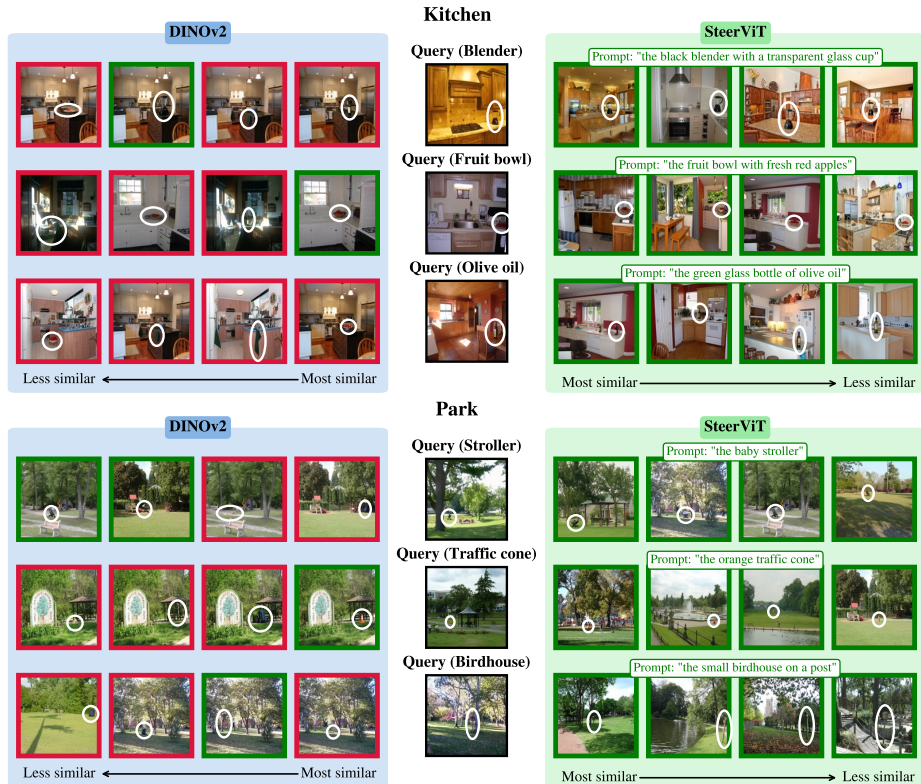 Kitchen
DINOv2
SteerViT
Query (Blender)
Prompt: "the black blender with a transparent glass cup"
Query (Fruit bowl)
Prompt: "the fruit bowl with fresh red apples"
Query (Olive oil)
Prompt: "the green glass bottle of olive oil"
Less similar
Most similar
Most similar
Less similar
Park
DINOv2
SteerViT
Query (Stroller)
Prompt: "the baby stroller"
Query (Traffic cone)
Prompt: "the orange traffic cone"
Query (Birdhouse)
Prompt: "the small birdhouse on a post"
Less similar
Most similar
Most similar
Less similar